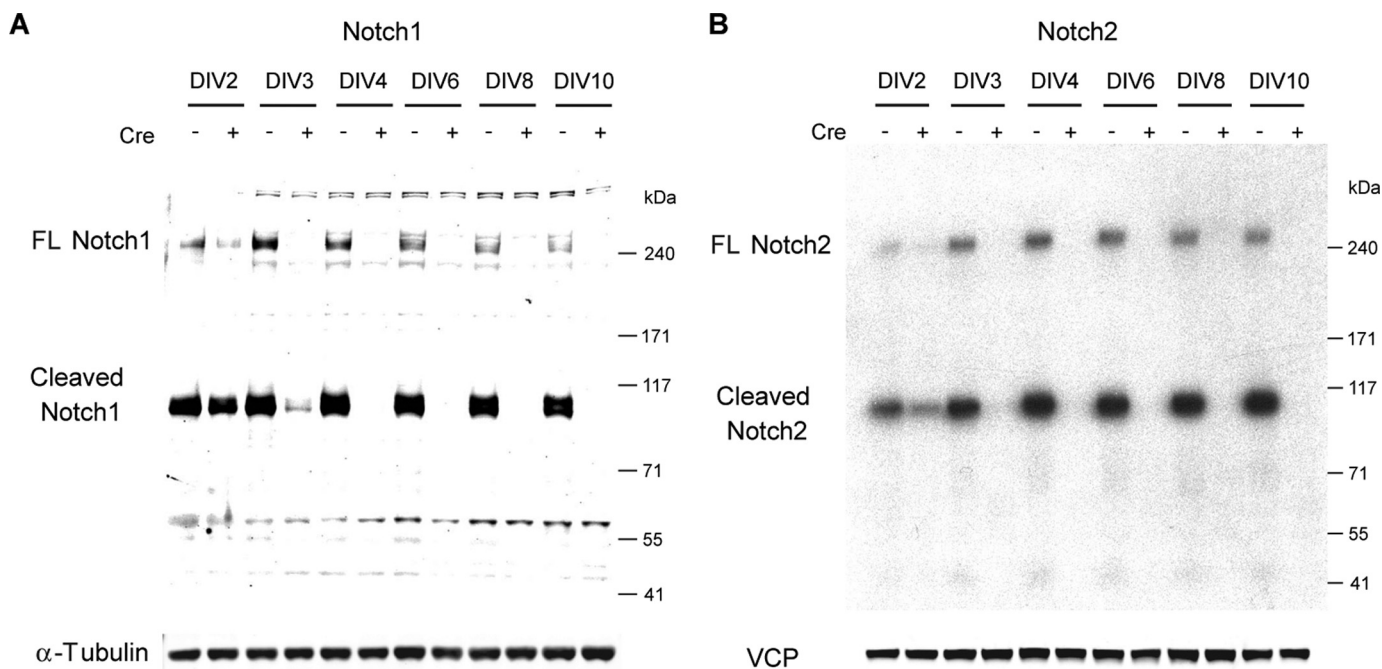 A
Notch1
DIV2 DIV3 DIV4 DIV6 DIV8 DIV10
Cre - + - + - + - + - + - +
kDa
FL Notch1
240
171
Cleaved
Notch1
117
71
55
41
α-Tubulin
B
Notch2
DIV2 DIV3 DIV4 DIV6 DIV8 DIV10
Cre - + - + - + - + - + - +
kDa
FL Notch2
240
171
Cleaved
Notch2
117
71
55
41
VCP